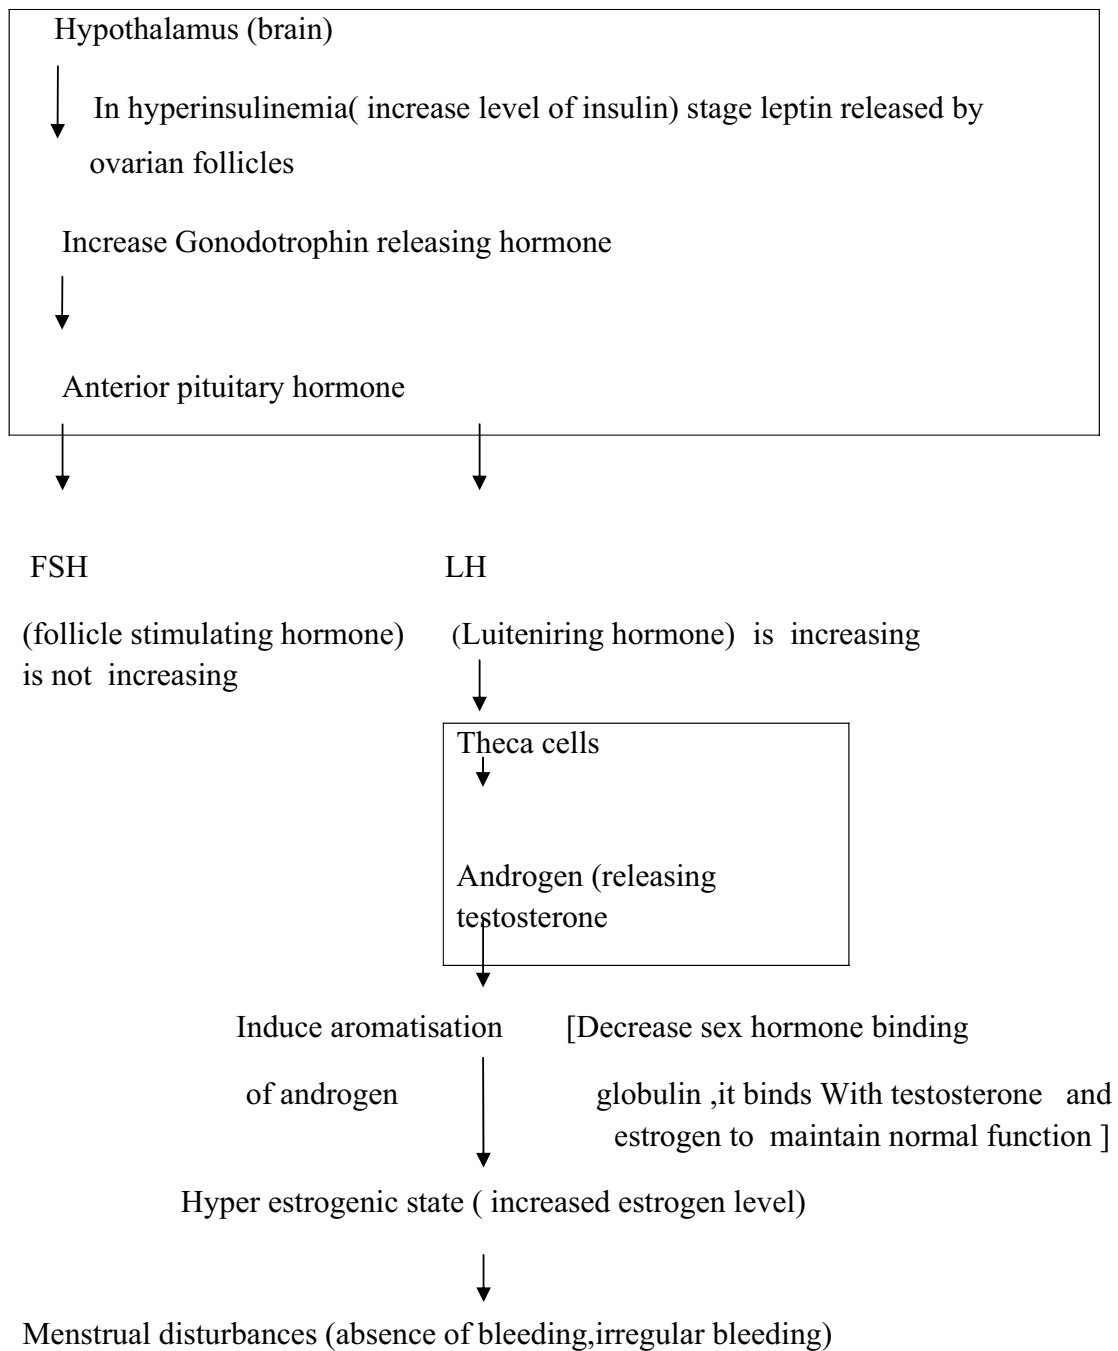 Hypothalamus (brain)
In hyperinsulinemia( increase level of insulin) stage leptin released by
ovarian follicles
Increase Gonodotrophin releasing hormone
Anterior pituitary hormone
FSH
LH
(follicle stimulating hormone)
is not increasing
(Luiteniring hormone) is increasing
Theca cells
Androgen (releasing
testosterone
Induce aromatisation
of androgen
[Decrease sex hormone binding
globulin ,it binds With testosterone and
estrogen to maintain normal function ]
Hyper estrogenic state ( increased estrogen level)
Menstrual disturbances (absence of bleeding,irregular bleeding)